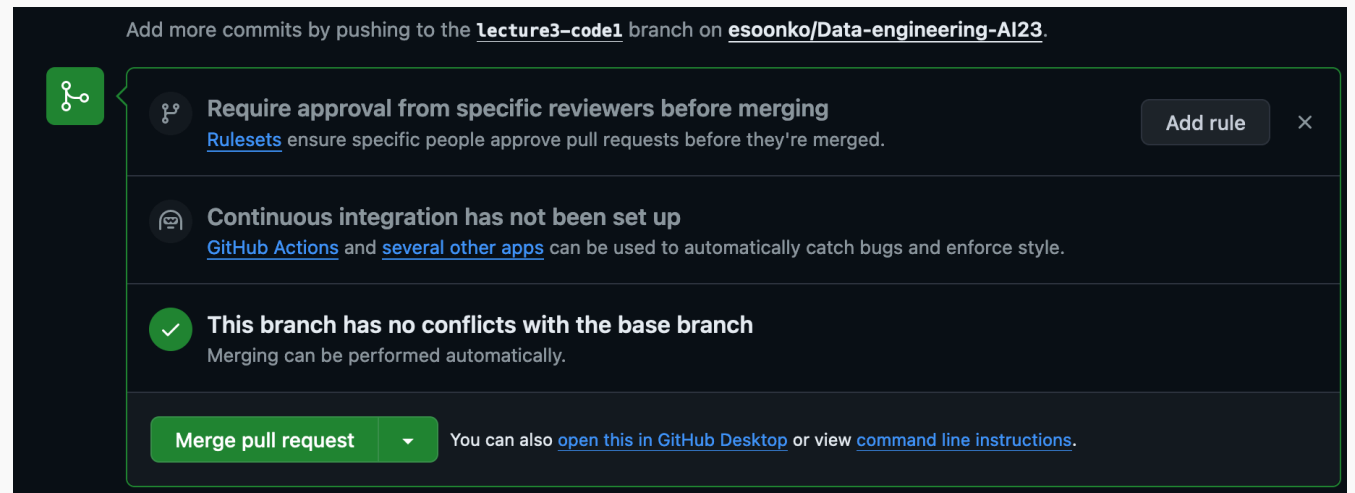 Add more commits by pushing to the lecture3-code1 branch on esoonko/Data-engineering-AI23.
Require approval from specific reviewers before merging
Rulesets ensure specific people approve pull requests before they're merged.
Add rule
Continuous integration has not been set up
GitHub Actions and several other apps can be used to automatically catch bugs and enforce style.
This branch has no conflicts with the base branch
Merging can be performed automatically.
Merge pull request
You can also open this in GitHub Desktop or view command line instructions.